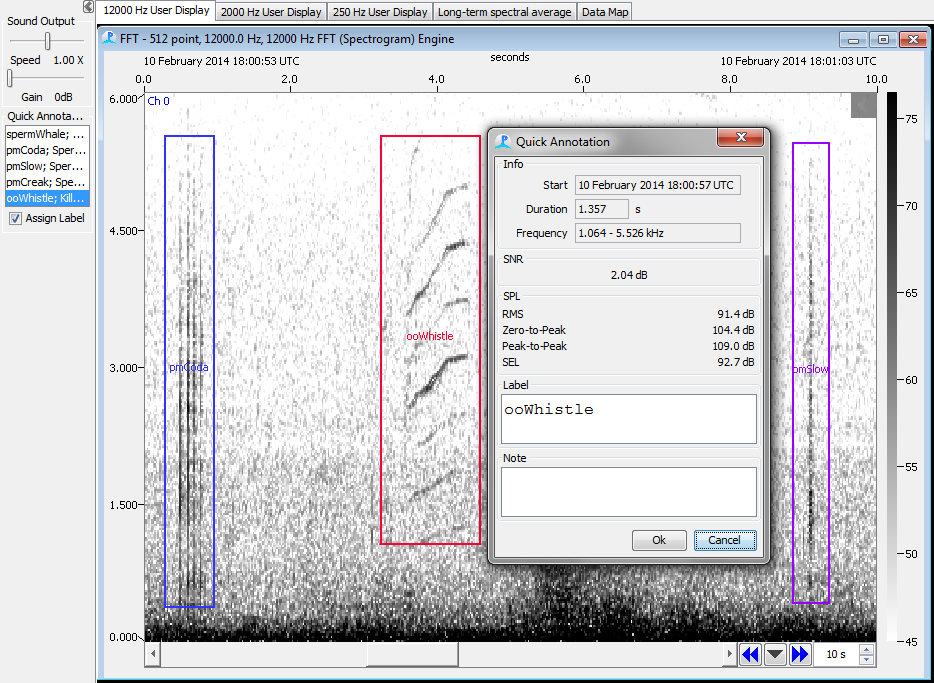 Sound Output
Speed 1.00 X
Gain 0dB
Quick Annota...
spermWhale; ...
pmCoda; Sper...
pmSlow; Sper...
pmCreak; Spe...
ooWhistle; Kill...
Assign Label
12000 Hz User Display 2000 Hz User Display 250 Hz User Display Long-term spectral average Data Map
FFT - 512 point, 12000.0 Hz, 12000 Hz FFT (Spectrogram) Engine
10 February 2014 18:00:53 UTC seconds 10 February 2014 18:01:03 UTC
0.0 2.0 4.0 6.0 8.0 10.0
6.000
4.500
3.000
1.500
0.000
Ch 0
pmCoda
ooWhistle
pmSlow
Quick Annotation
Info
Start 10 February 2014 18:00:57 UTC
Duration 1.357 s
Frequency 1.064 - 5.526 kHz
SNR
2.04 dB
SPL
RMS 91.4 dB
Zero-to-Peak 104.4 dB
Peak-to-Peak 109.0 dB
SEL 92.7 dB
Label
ooWhistle
Note
Ok Cancel
75
70
65
60
55
50
45
10 s